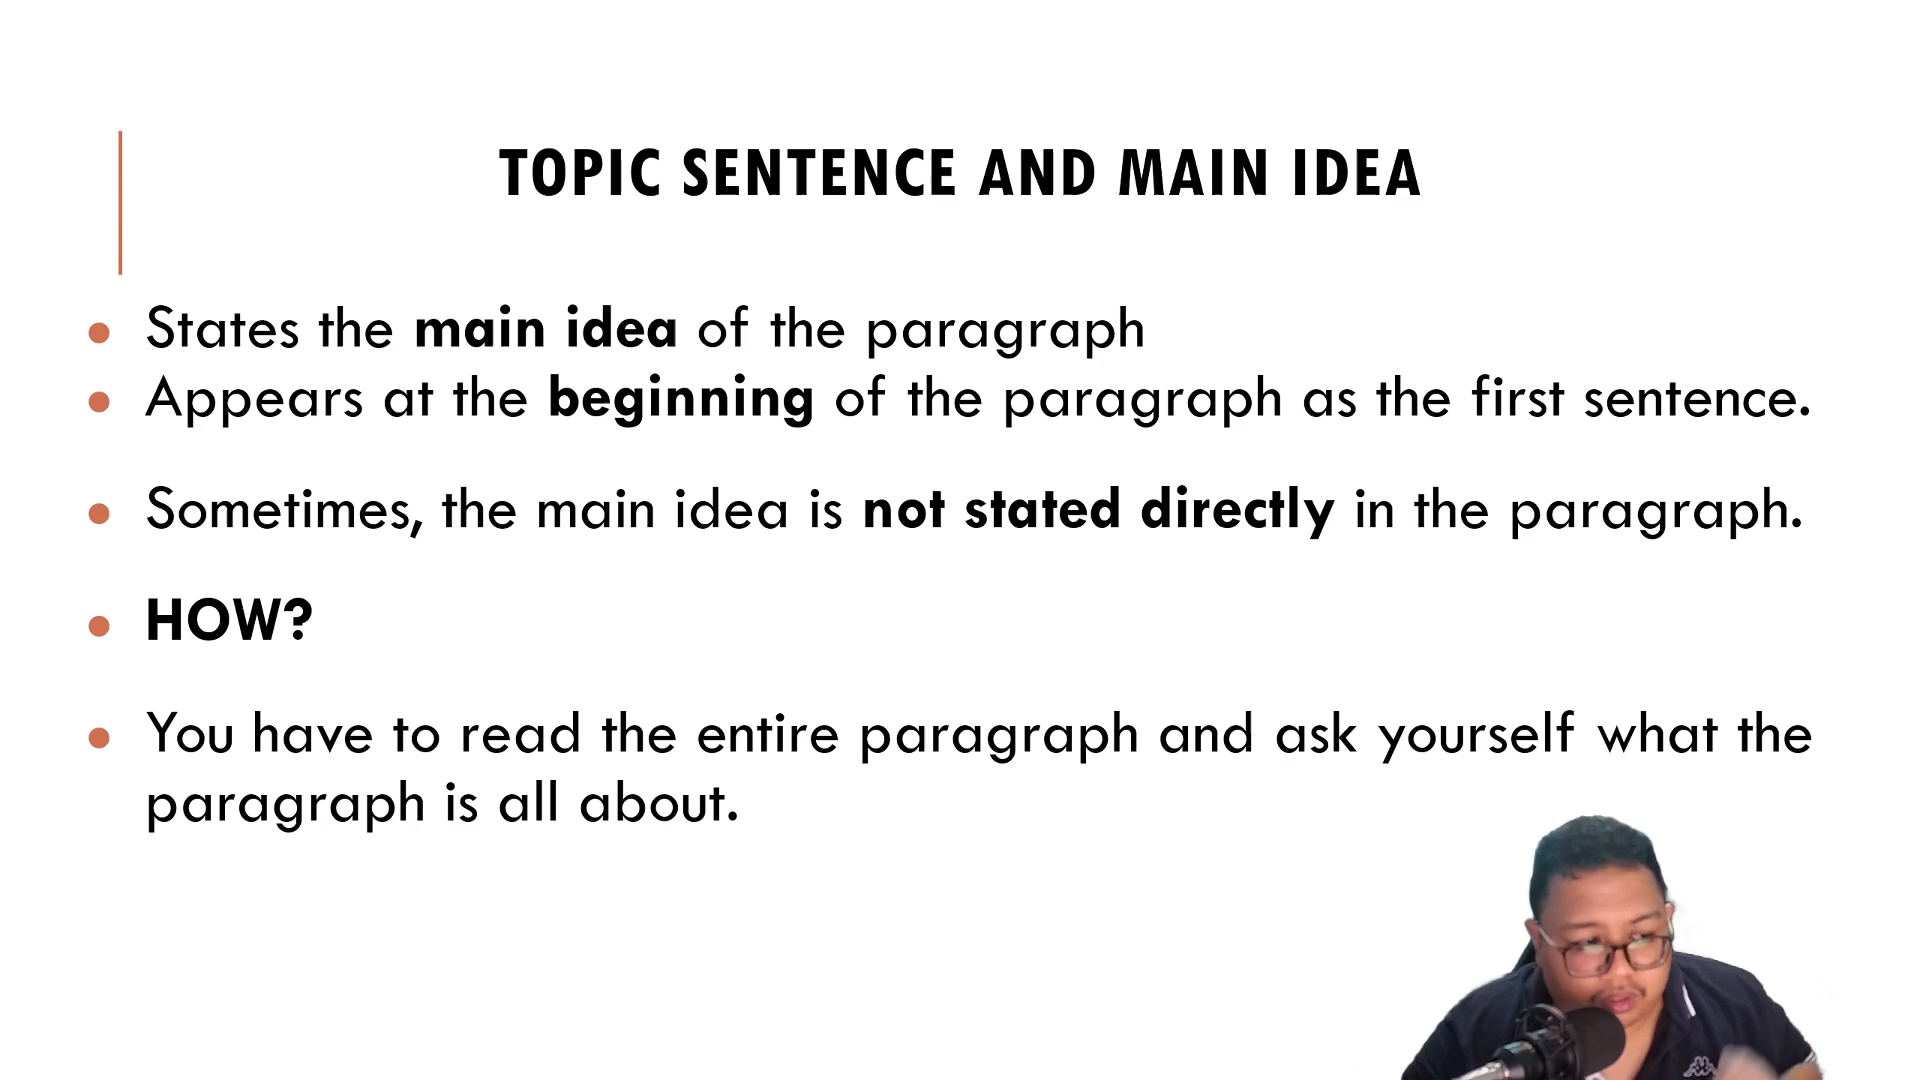 TOPIC SENTENCE AND MAIN IDEA
States the main idea of the paragraph
Appears at the beginning of the paragraph as the first sentence.
Sometimes, the main idea is not stated directly in the paragraph.
HOW?
You have to read the entire paragraph and ask yourself what the
paragraph is all about.